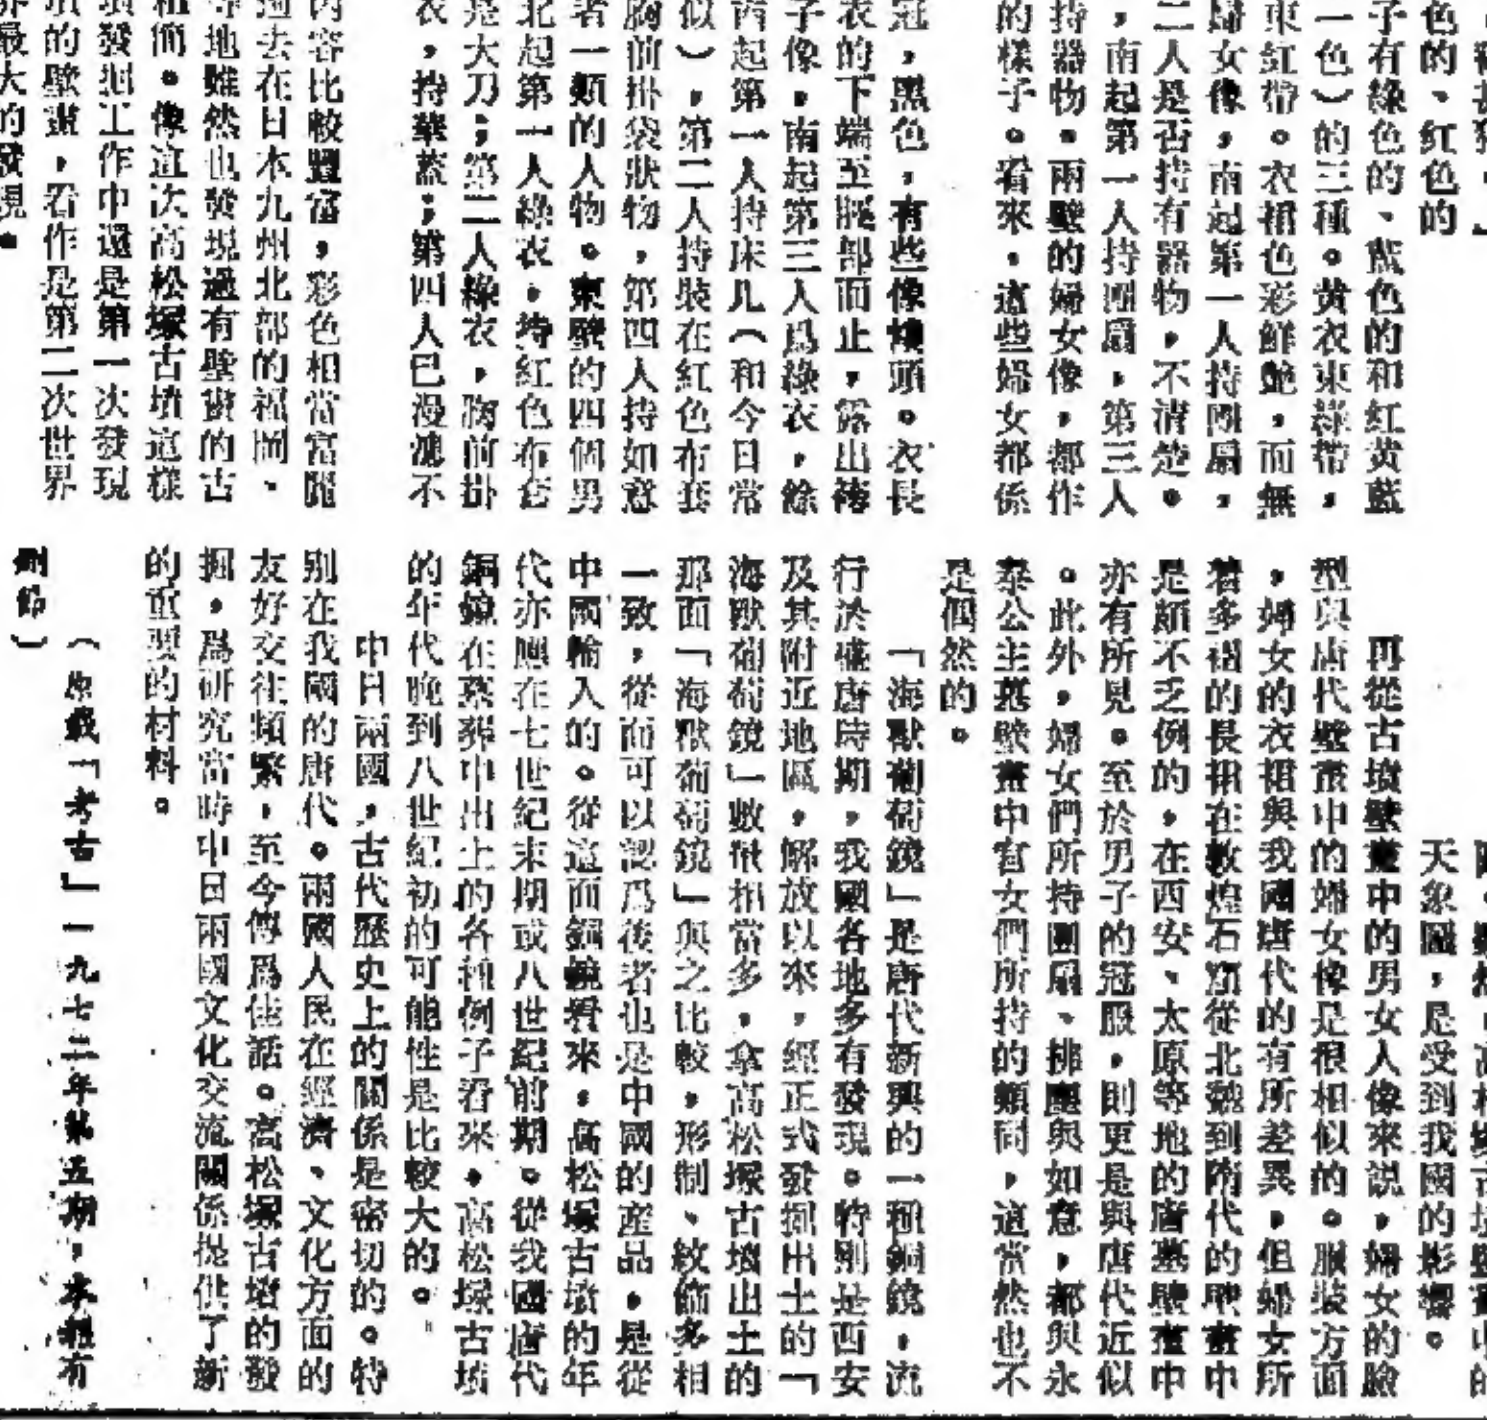 色的、红色的
子有綠色的、藍色的和红黄藍
一色）的三種。黄衣束綠帶，
束紅帶。衣裙色彩鮮艷，而無
婦女像，南起第一人持團扇，
二人是否持有器物，不清楚。
，南起第一人持團扇，第三人
持器物。兩壁的婦女像，都作
的樣子。看來，這些婦女都係
冠，黑色，有些像幞頭。衣長
衣的下端至腿部而止，露出袴
子像，南起第三人爲綠衣，餘
西起第一人持床几（和今日常
似），第二人持裝在紅色布套
胸前掛袋狀物，第四人持如意
者一類的人物。東壁的四個男
北起第一人綠衣，持紅色布套
是大刀；第二人綠衣，胸前掛
衣，持華蓋；第四人已漫漶不
内容比較豐富，彩色相當富麗
過去在日本九州北部的福岡、
等地雖然也發現過有壁畫的古
粗簡。像這次高松塚古墳這樣
墳發掘工作中還是第一次發現
墳的壁畫，看作是第二次世界
界最大的發現。
天象圖，是受到我國的影響。
再從古墳壁畫中的男女人像來説，婦女的臉
型與唐代壁畫中的婦女像是很相似的。服裝方面
，婦女的衣裙與我國唐代的有所差異，但婦女所
着多褶的長裙在敦煌石窟從北魏到隋代的壁畫中
是頗不乏例的，在西安、太原等地的唐墓壁畫中
亦有所見。至於男子的冠服，則更是與唐代近似
。此外，婦女們所持團扇、拂塵與如意，都與永
泰公主墓壁畫中宫女們所持的類同，這當然也不
是偶然的。
「海獸葡萄鏡」是唐代新興的一種銅鏡，流
行於盛唐時期，我國各地多有發現。特別是西安
及其附近地區，解放以來，經正式發掘出土的「
海獸葡萄鏡」數量相當多，拿高松塚古墳出土的
那面「海獸葡萄鏡」與之比較，形制、紋飾多相
一致，從而可以認爲後者也是中國的産品，是從
中國輸入的。從這面銅鏡看來，高松塚古墳的年
代亦應在七世紀末期或八世紀前期。從我國唐代
銅鏡在墓葬中出土的各種例子看來，高松塚古墳
的年代晚到八世紀初的可能性是比較大的。
中日兩國，古代歷史上的關係是密切的。特
别在我國的唐代。兩國人民在經濟、文化方面的
友好交往頻繁，至今傳爲佳話。高松塚古墳的發
掘，爲研究當時中日兩國文化交流關係提供了新
的重要的材料。
（原載「考古」一九七二年第五期，本報有
删節）